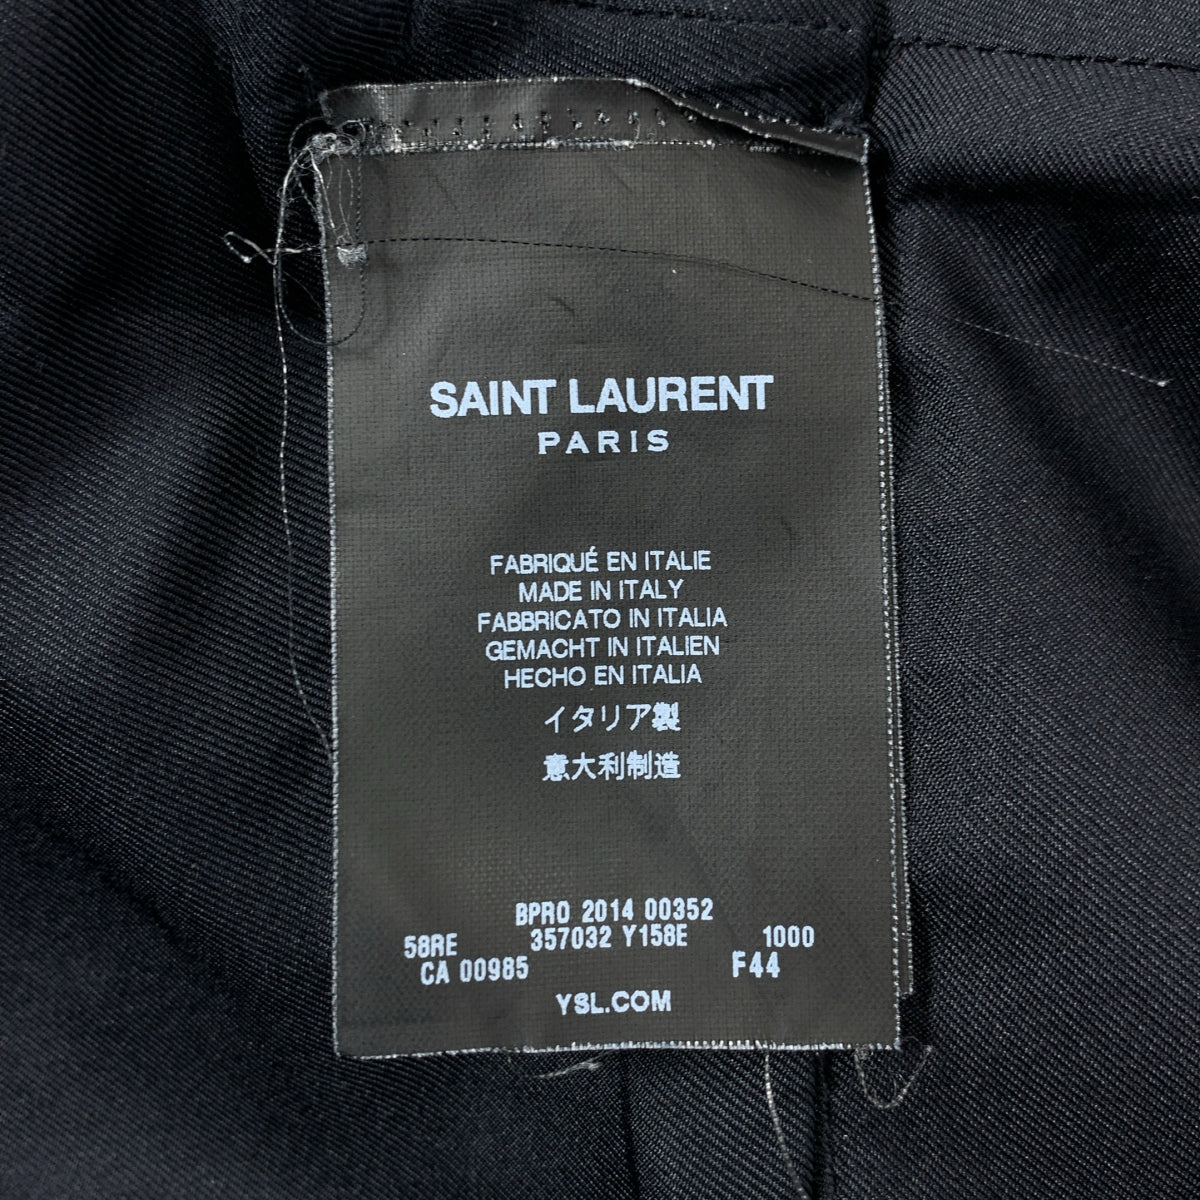 SAINT LAURENT
PARIS
FABRIQUÉ EN ITALIE
MADE IN ITALY
FABBRICATO IN ITALIA
GEMACHT IN ITALIEN
HECHO EN ITALIA
イタリア製
意大利制造
BPRO 2014 00352
58RE 357032 Y158E 1000
CA 00985 F44
YSL.COM